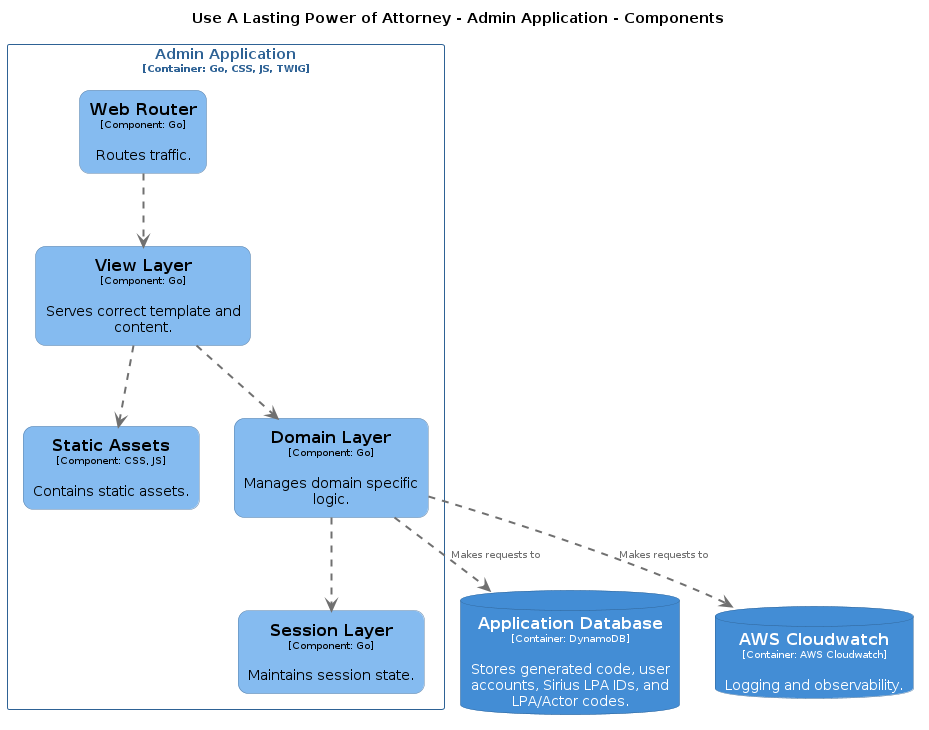 Use A Lasting Power of Attorney - Admin Application - Components
Admin Application
[Container: Go, CSS, JS, TWIG]
Web Router
[Component: Go]
Routes traffic.
View Layer
[Component: Go]
Serves correct template and
content.
Static Assets
[Component: CSS, JS]
Contains static assets.
Domain Layer
[Component: Go]
Manages domain specific
logic.
Makes requests to
Makes requests to
Session Layer
[Component: Go]
Maintains session state.
Application Database
[Container: DynamoDB]
Stores generated code, user
accounts, Sirius LPA IDs, and
LPA/Actor codes.
AWS Cloudwatch
[Container: AWS Cloudwatch]
Logging and observability.